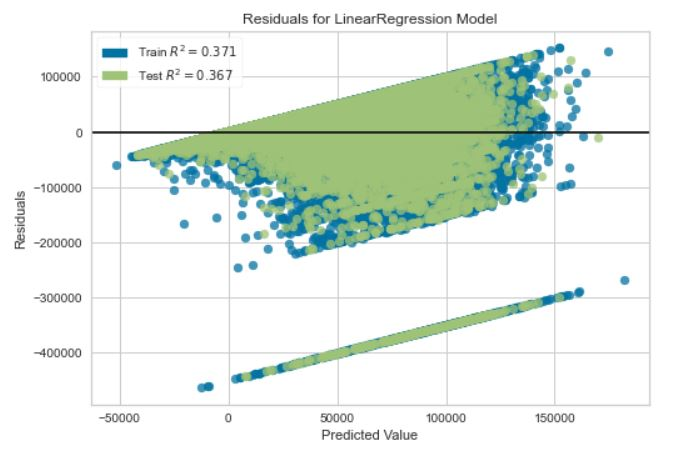 Residuals for LinearRegression Model
Train R² = 0.371
Test R² = 0.367
100000
0
−100000
−200000
−300000
−400000
Residuals
−50000 0 50000 100000 150000
Predicted Value